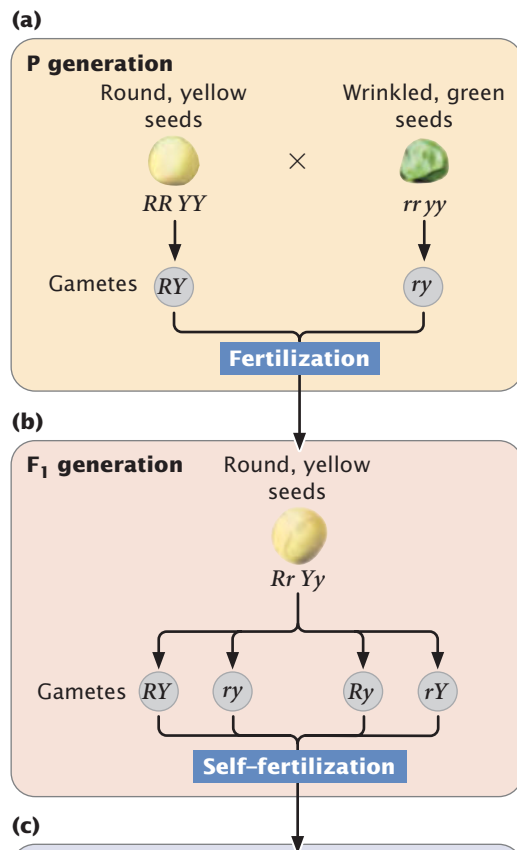 (a)
P generation
Round, yellow
seeds
Wrinkled, green
seeds
×
RR YY
rr yy
Gametes
RY
ry
Fertilization
(b)
F₁ generation
Round, yellow
seeds
Rr Yy
Gametes
RY
ry
Ry
rY
Self–fertilization
(c)